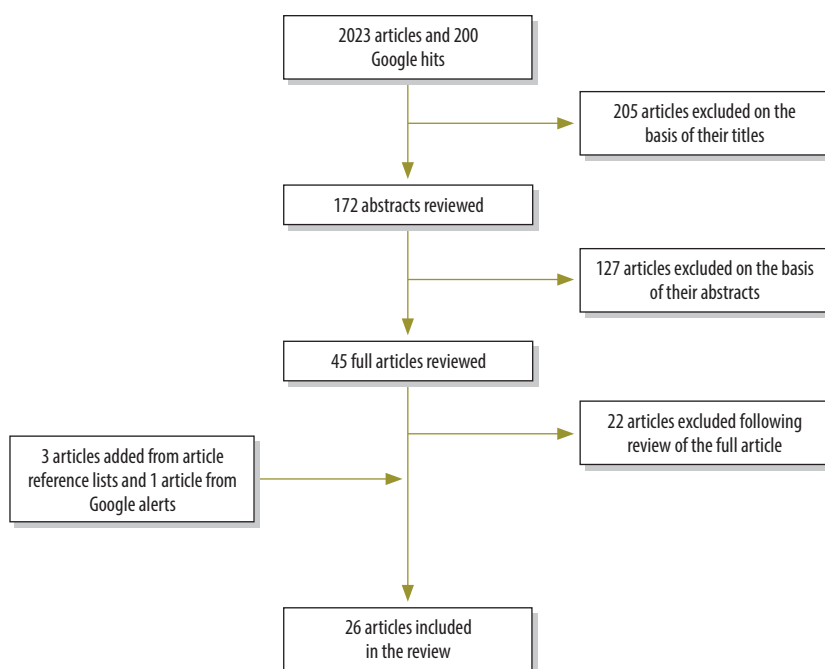 2023 articles and 200
Google hits
205 articles excluded on the
basis of their titles
172 abstracts reviewed
127 articles excluded on the basis
of their abstracts
45 full articles reviewed
22 articles excluded following
review of the full article
3 articles added from article
reference lists and 1 article from
Google alerts
26 articles included
in the review